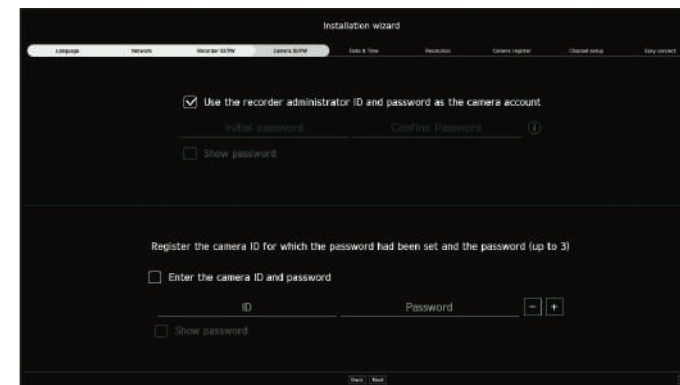 Installation wizard
Language Network Recorder ID/PW Camera ID/PW Date & Time Resolution Camera register Channel setup Easy connect
Use the recorder administrator ID and password as the camera account
Initial password Confirm Password
Show password
Register the camera ID for which the password had been set and the password (up to 3)
Enter the camera ID and password
ID Password − +
Show password
Back Next